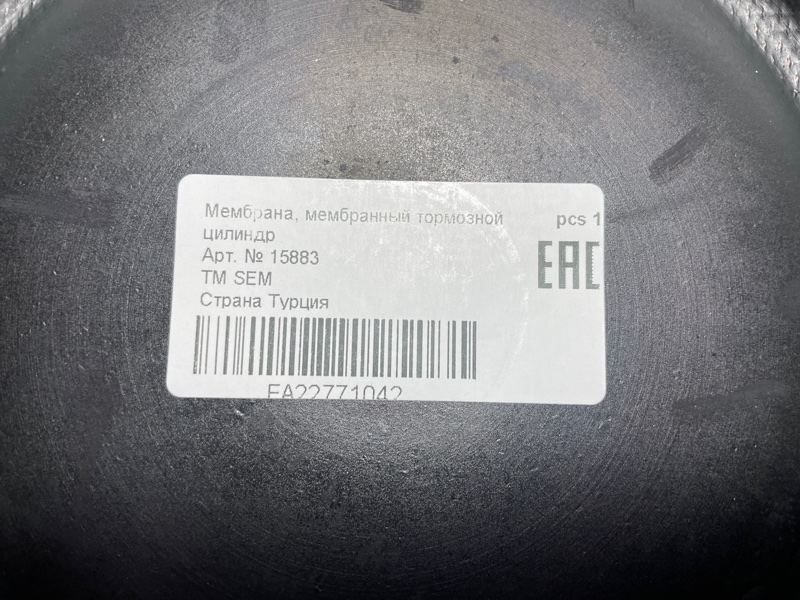 Мембрана, мембранный тормозной pcs 1
цилиндр
Арт. № 15883
TM SEM
Страна Турция
EAC
EA22771042